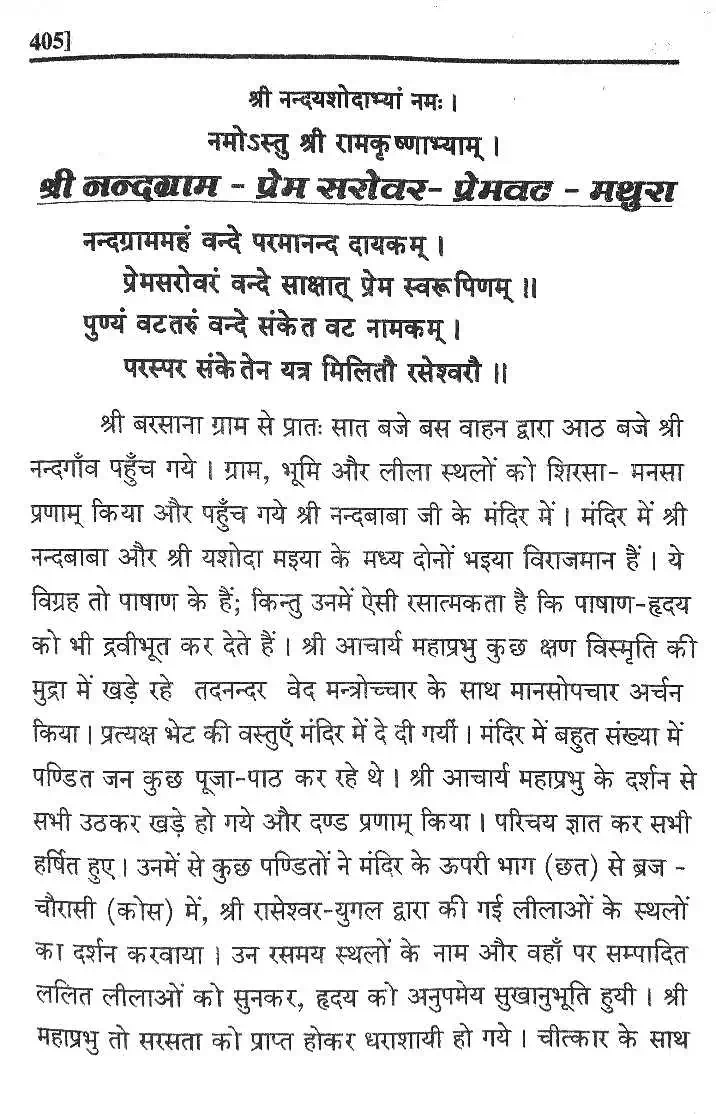 405]
श्री नन्दयशोदाभ्यां नमः ।
नमोऽस्तु श्री रामकृष्णाभ्याम् ।
श्री नन्दग्राम - प्रेम सरोवर- प्रेमवट - मथुरा
नन्दग्राममहं वन्दे परमानन्द दायकम् ।
प्रेमसरोवरं वन्दे साक्षात् प्रेम स्वरूपिणम् ॥
पुण्यं वटतरुं वन्दे संकेत वट नामकम् ।
परस्पर संकेतेन यत्र मिलितौ रसेश्वरौ ॥
श्री बरसाना ग्राम से प्रातः सात बजे बस वाहन द्वारा आठ बजे श्री
नन्दगाँव पहुँच गये । ग्राम, भूमि और लीला स्थलों को शिरसा- मनसा
प्रणाम् किया और पहुँच गये श्री नन्दबाबा जी के मंदिर में । मंदिर में श्री
नन्दबाबा और श्री यशोदा मइया के मध्य दोनों भइया विराजमान हैं । ये
विग्रह तो पाषाण के हैं; किन्तु उनमें ऐसी रसात्मकता है कि पाषाण-हृदय
को भी द्रवीभूत कर देते हैं । श्री आचार्य महाप्रभु कुछ क्षण विस्मृति की
मुद्रा में खड़े रहे तदनन्दर वेद मन्त्रोच्चार के साथ मानसोपचार अर्चन
किया । प्रत्यक्ष भेट की वस्तुएँ मंदिर में दे दी गयीं । मंदिर में बहुत संख्या में
पण्डित जन कुछ पूजा-पाठ कर रहे थे । श्री आचार्य महाप्रभु के दर्शन से
सभी उठकर खड़े हो गये और दण्ड प्रणाम् किया । परिचय ज्ञात कर सभी
हर्षित हुए । उनमें से कुछ पण्डितों ने मंदिर के ऊपरी भाग (छत) से ब्रज -
चौरासी (कोस) में, श्री रासेश्वर-युगल द्वारा की गई लीलाओं के स्थलों
का दर्शन करवाया । उन रसमय स्थलों के नाम और वहाँ पर सम्पादित
ललित लीलाओं को सुनकर, हृदय को अनुपमेय सुखानुभूति हुयी । श्री
महाप्रभु तो सरसता को प्राप्त होकर धराशायी हो गये । चीत्कार के साथ